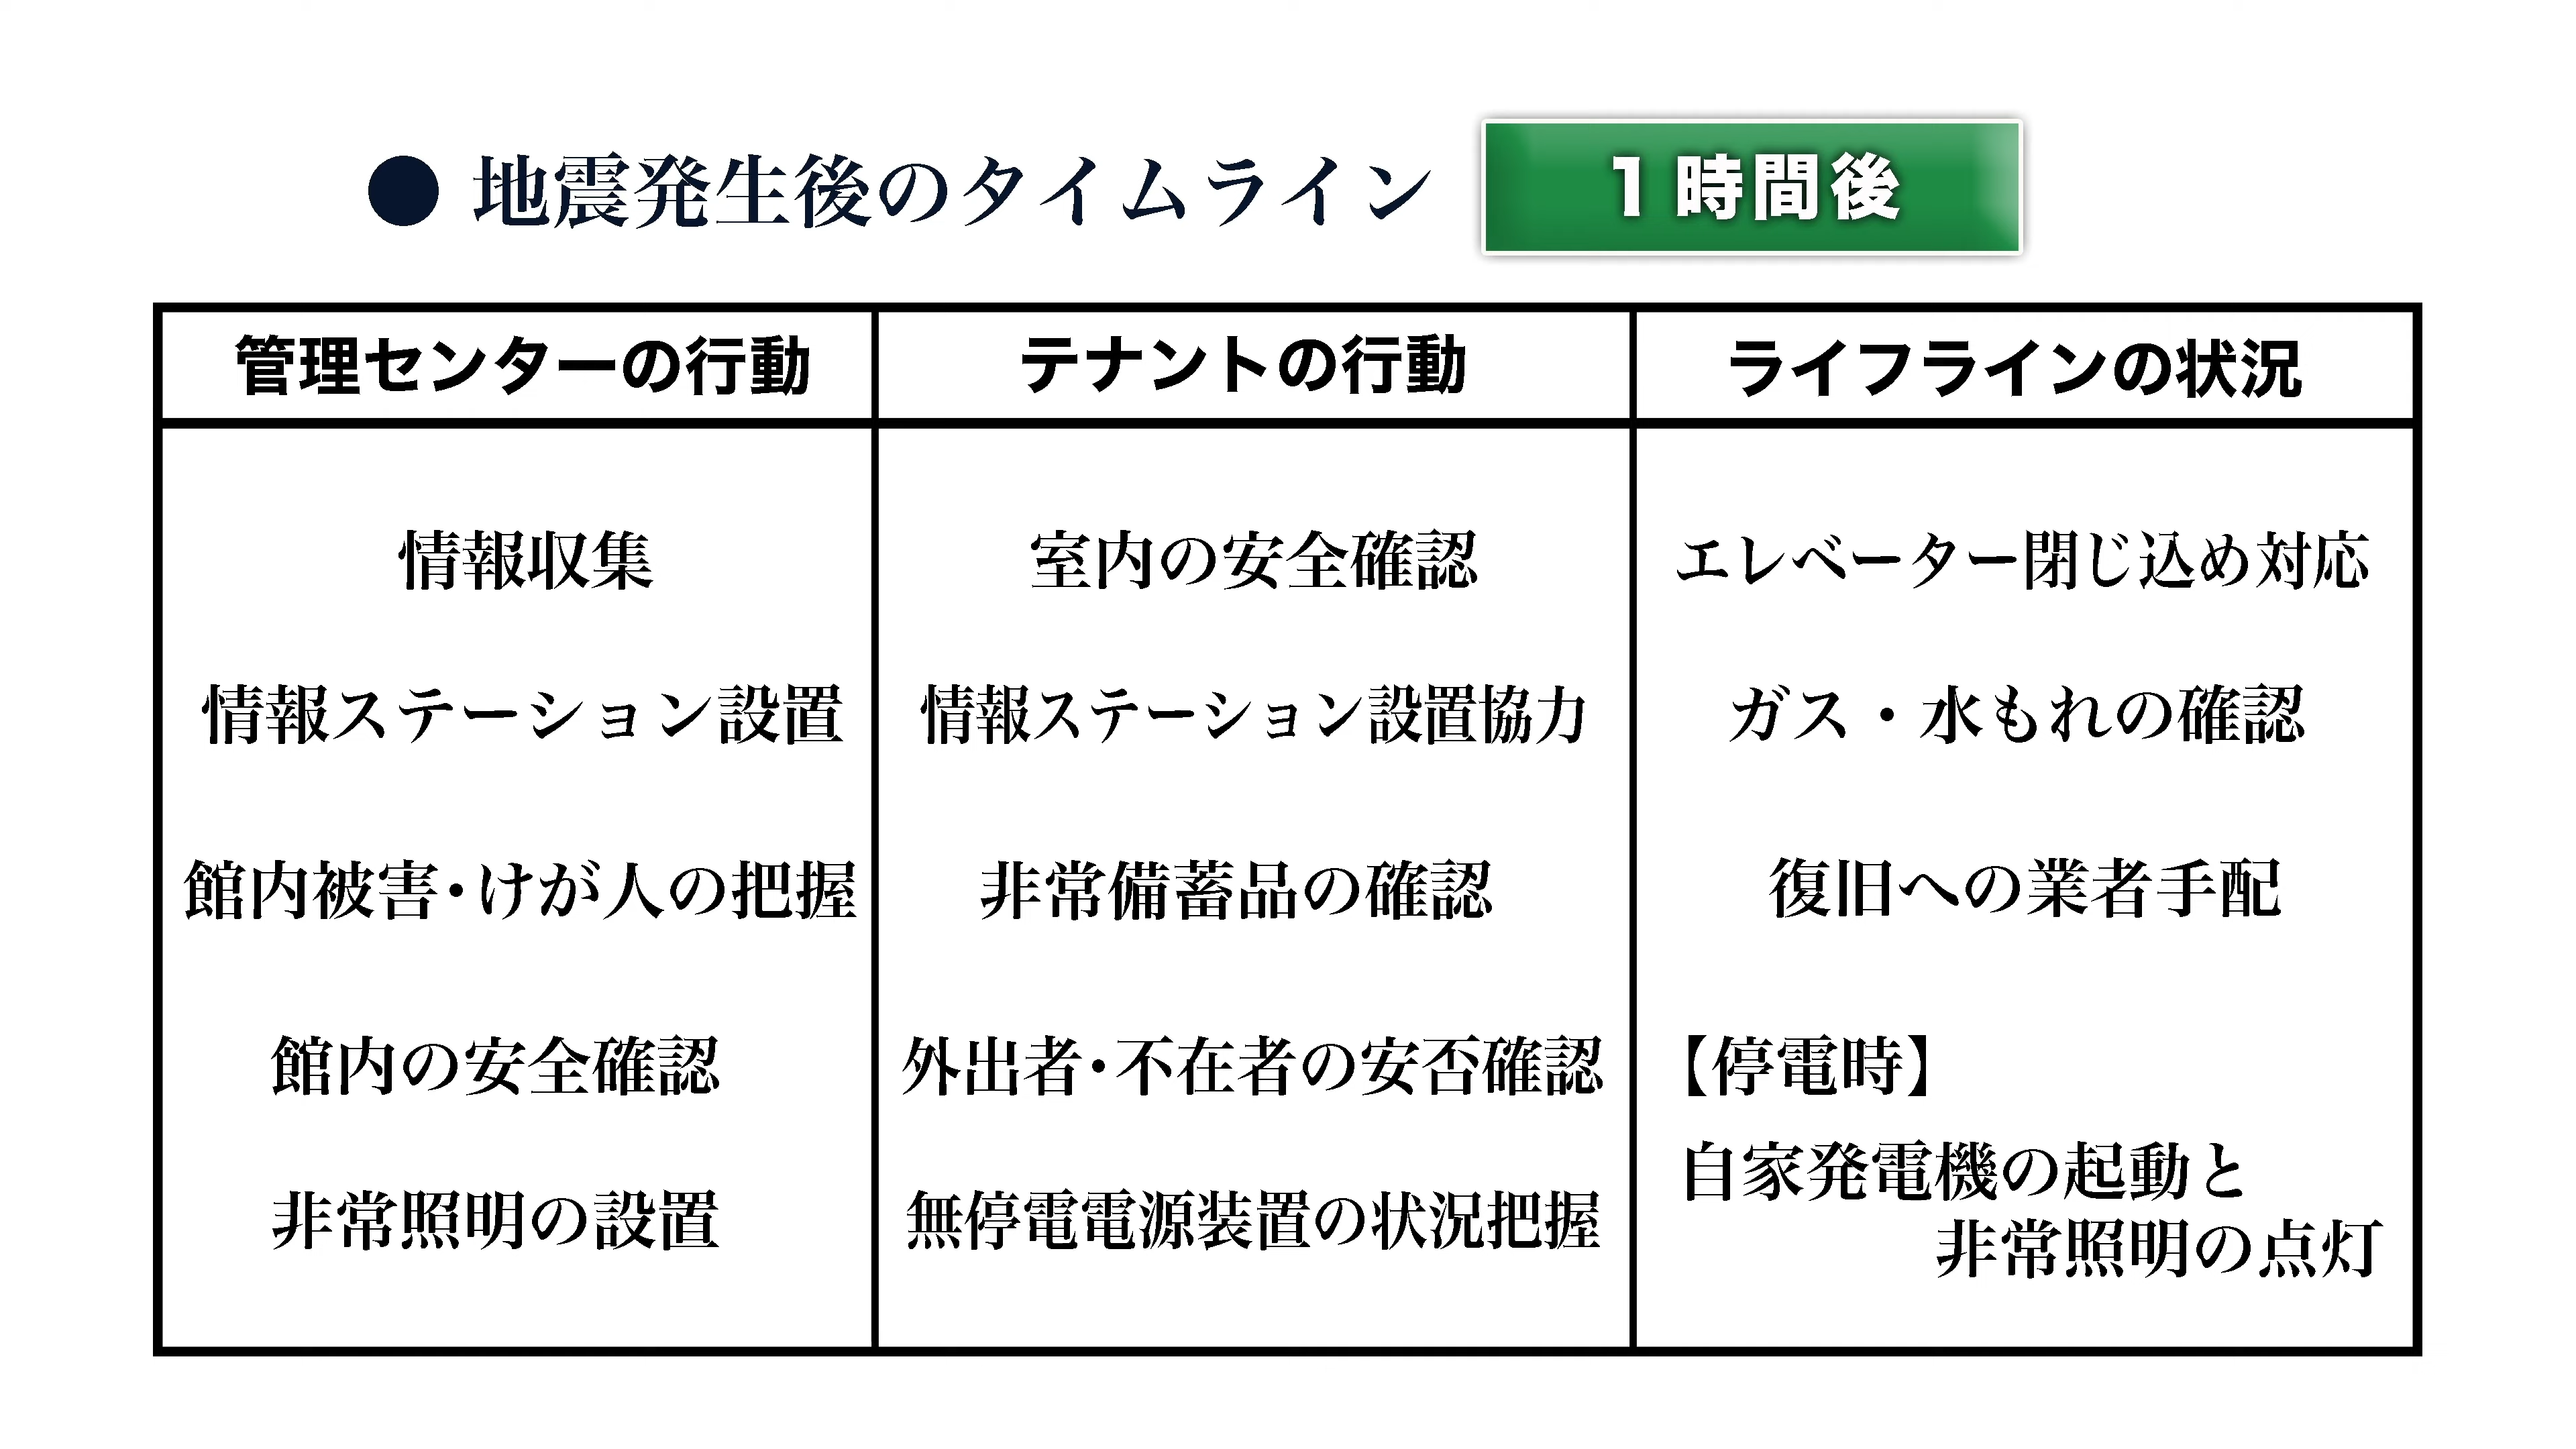 ● 地震発生後のタイムライン
1時間後
管理センターの行動
テナントの行動
ライフラインの状況
情報収集
室内の安全確認
エレベーター閉じ込め対応
情報ステーション設置
情報ステーション設置協力
ガス・水もれの確認
館内被害・けが人の把握
非常備蓄品の確認
復旧への業者手配
館内の安全確認
外出者・不在者の安否確認
【停電時】
非常照明の設置
無停電電源装置の状況把握
自家発電機の起動と
非常照明の点灯